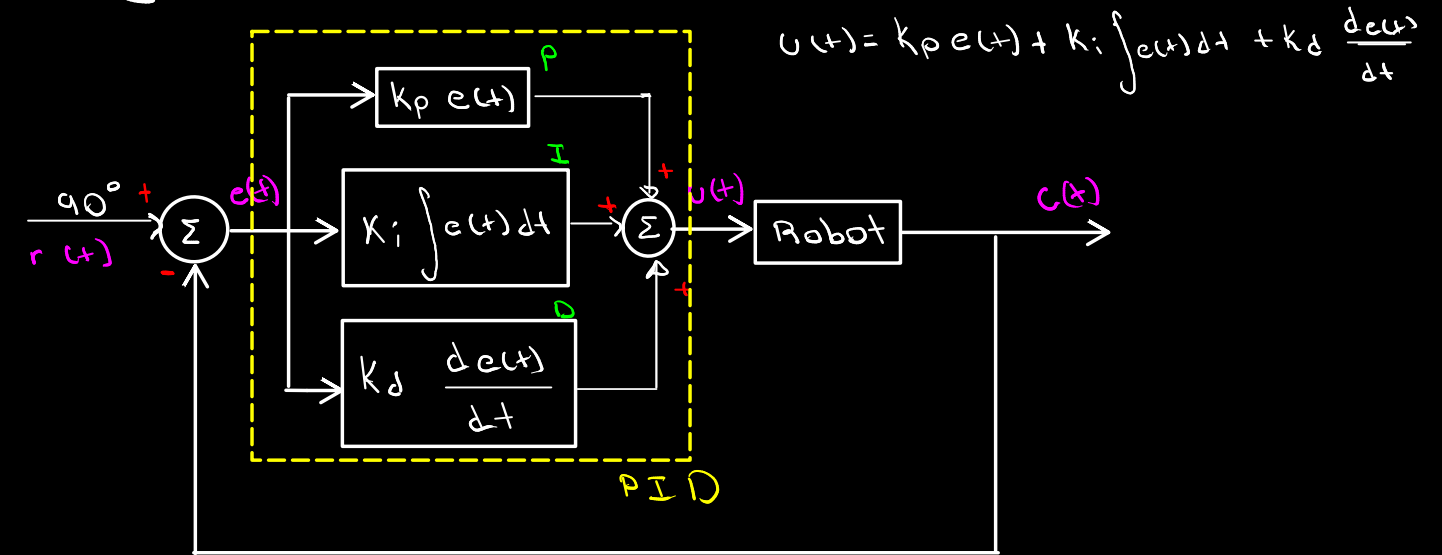 u(t) = Kp e(t) + Ki ∫e(t)dt + Kd de(t)/dt
P
Kp e(t)
I
Ki ∫e(t)dt
D
Kd de(t)/dt
90° +
r(t)
-
Σ
e(t)
+
+
+
Σ
u(t)
Robot
C(t)
PID